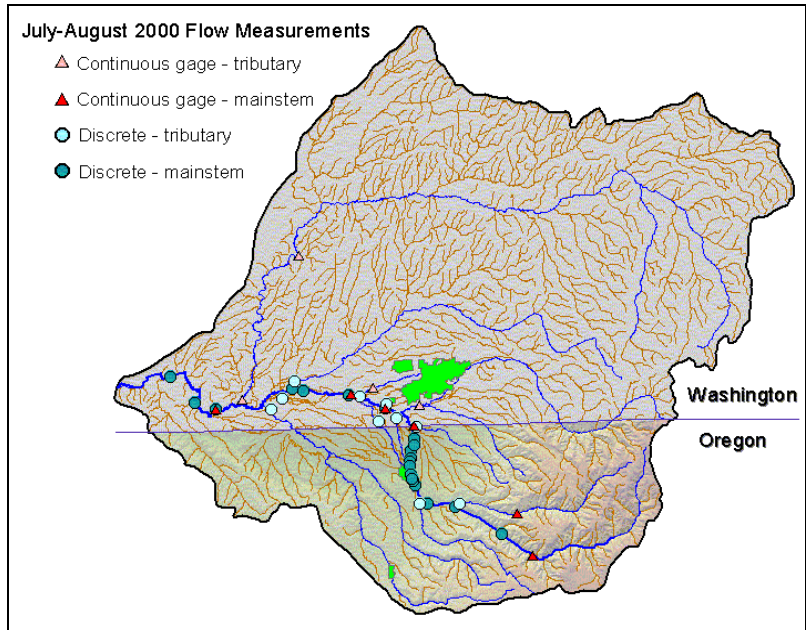 July-August 2000 Flow Measurements
Continuous gage - tributary
Continuous gage - mainstem
Discrete - tributary
Discrete - mainstem
Washington
Oregon